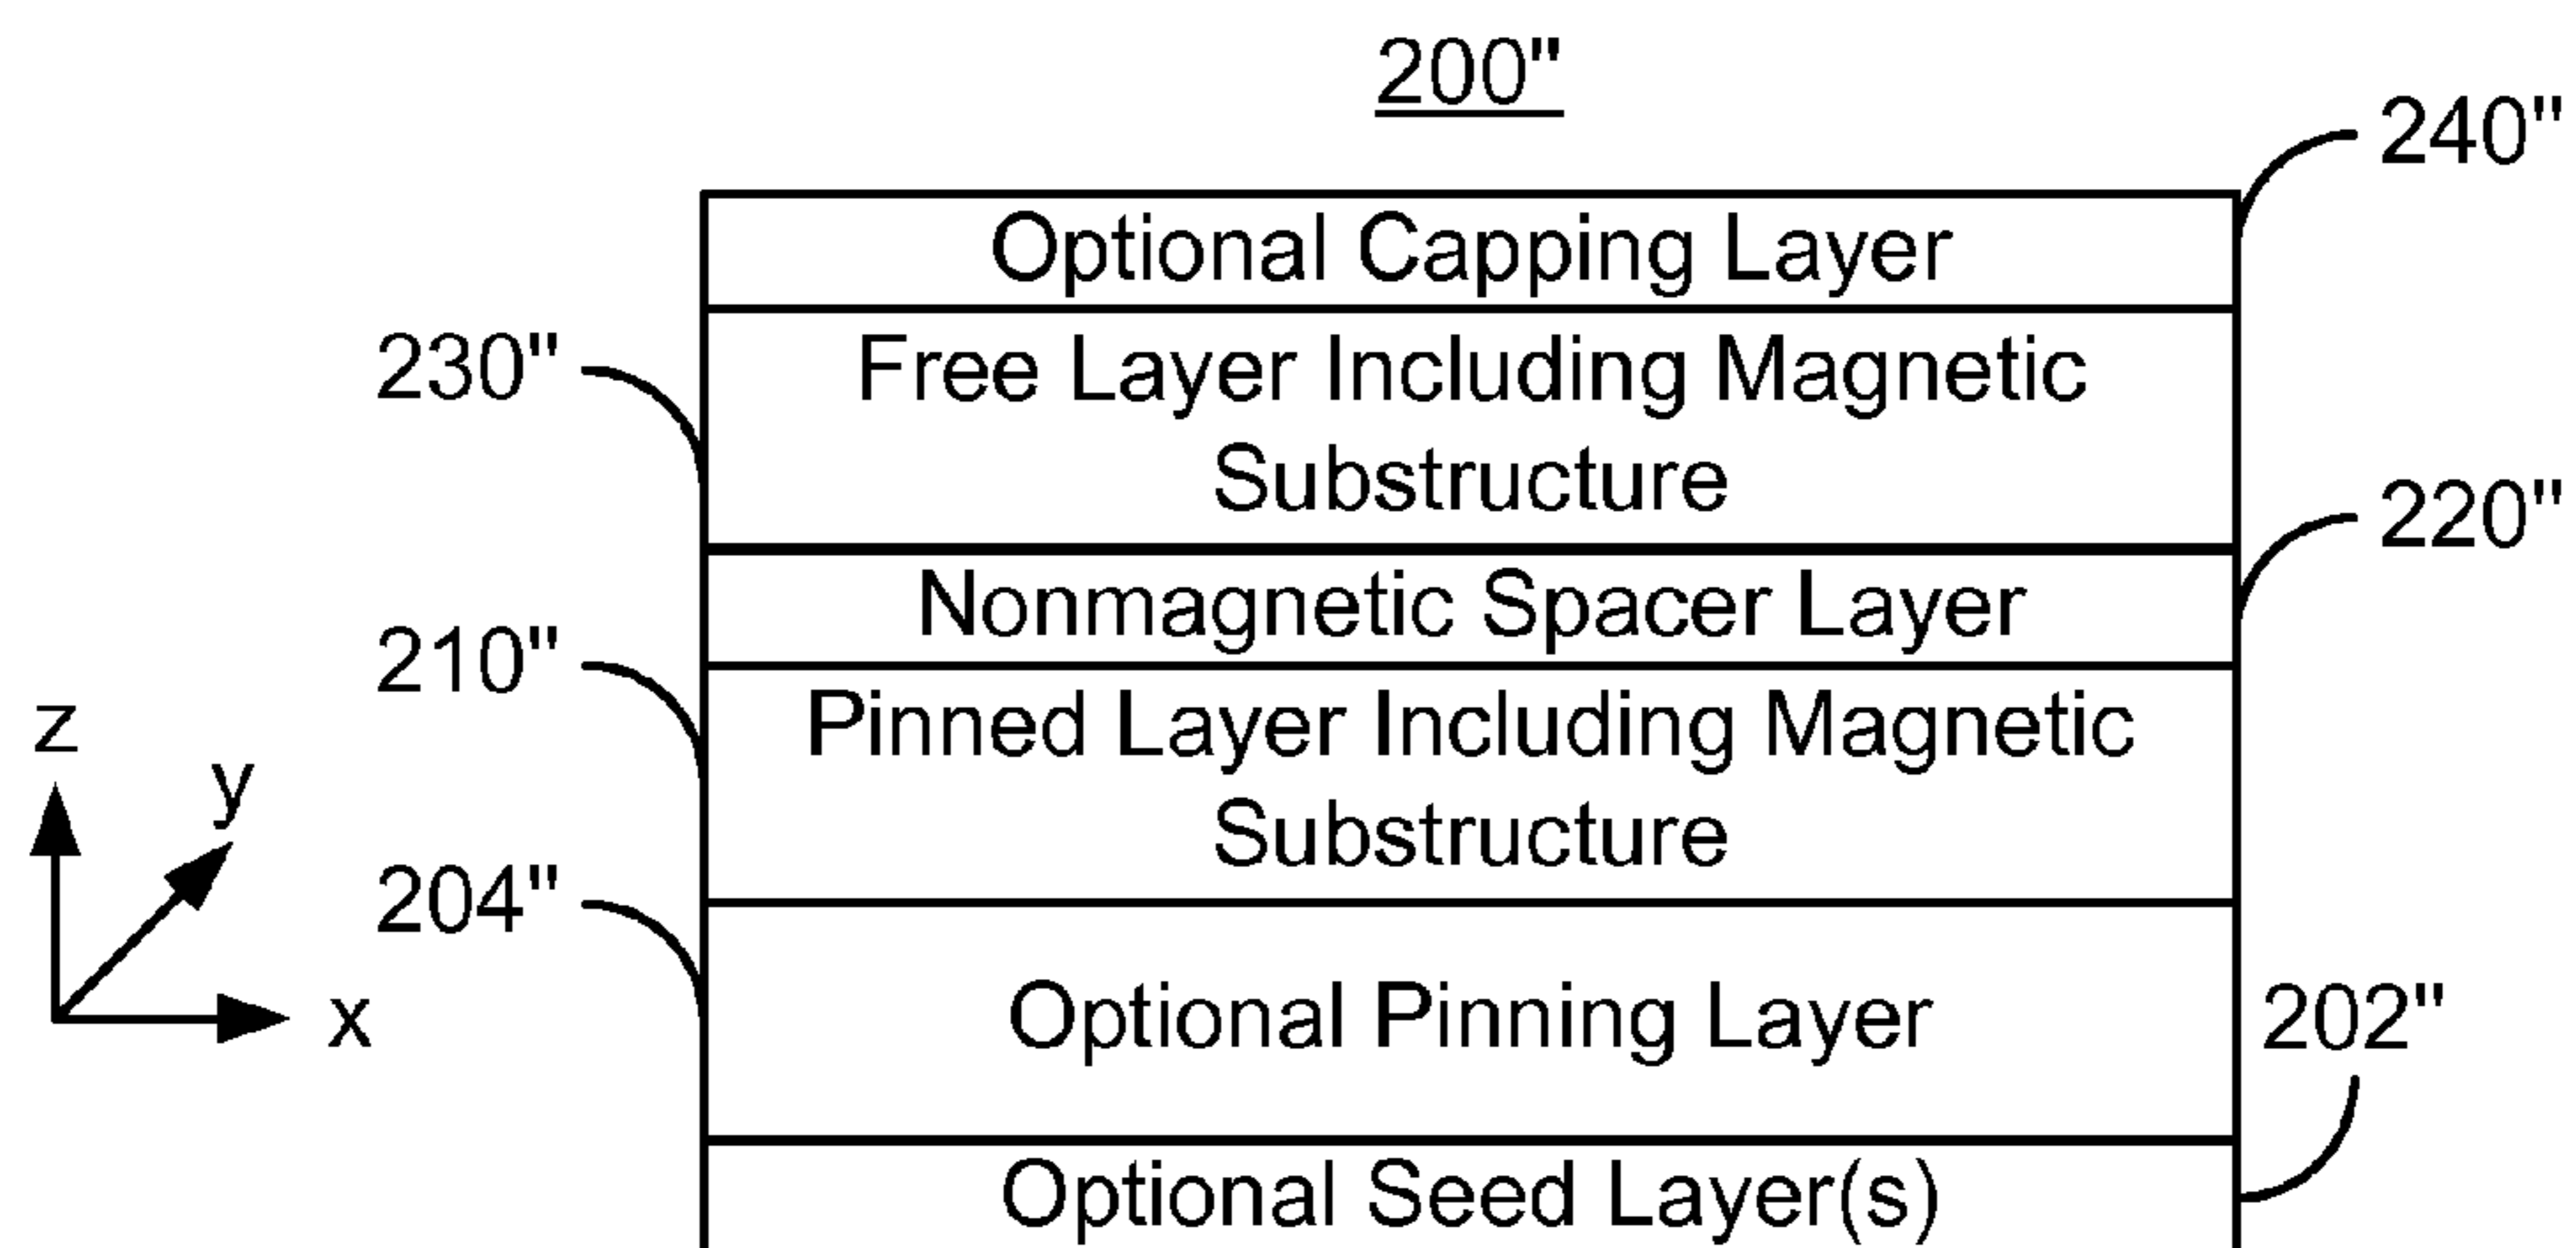 200"
240"
Optional Capping Layer
230"
Free Layer Including Magnetic
Substructure
220"
Nonmagnetic Spacer Layer
210"
Pinned Layer Including Magnetic
Substructure
z
y
x
204"
Optional Pinning Layer
202"
Optional Seed Layer(s)